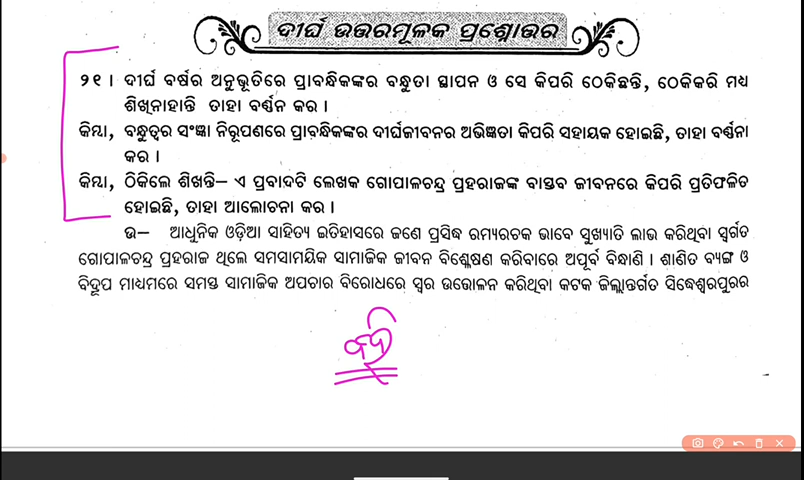 ଦୀର୍ଘ ଉତ୍ତରମୂଳକ ପ୍ରଶ୍ନୋତ୍ତର
୨୧ । ଦୀର୍ଘ ବର୍ଷର ଅନୁଭୂତିରେ ପ୍ରାବନ୍ଧିକଙ୍କର ବନ୍ଧୁତା ସ୍ଥାପନ ଓ ସେ କିପରି ଠେକିଛନ୍ତି, ଠେକିକରି ମଧ୍ୟ
ଶିଖିନାହାନ୍ତି ତାହା ବର୍ଣ୍ଣନ କର ।
କିମ୍ବା, ବନ୍ଧୁତ୍ୱର ସଂଜ୍ଞା ନିରୂପଣରେ ପ୍ରାବନ୍ଧିକଙ୍କର ଦୀର୍ଘଜୀବନର ଅଭିଜ୍ଞତା କିପରି ସହାୟକ ହୋଇଛି, ତାହା ବର୍ଣ୍ଣନା
କର ।
କିମ୍ବା, ଠିକିଲେ ଶିଖନ୍ତି– ଏ ପ୍ରବାଦଟି ଲେଖକ ଗୋପାଳଚନ୍ଦ୍ର ପ୍ରହରାଜଙ୍କ ବାସ୍ତବ ଜୀବନରେ କିପରି ପ୍ରତିଫଳିତ
ହୋଇଛି, ତାହା ଆଲୋଚନା କର ।
ଉ– ଆଧୁନିକ ଓଡ଼ିଆ ସାହିତ୍ୟ ଇତିହାସରେ ଜଣେ ପ୍ରସିଦ୍ଧ ରମ୍ୟରଚକ ଭାବେ ସୁଖ୍ୟାତି ଲାଭ କରିଥିବା ସ୍ୱର୍ଗତ
ଗୋପାଳଚନ୍ଦ୍ର ପ୍ରହରାଜ ଥିଲେ ସମସାମୟିକ ସାମାଜିକ ଜୀବନ ବିଶ୍ଳେଷଣ କରିବାରେ ଅପୂର୍ବ ବିନ୍ଧାଣି । ଶାଣିତ ବ୍ୟଙ୍ଗ ଓ
ବିଦ୍ରୂପ ମାଧ୍ୟମରେ ସମସ୍ତ ସାମାଜିକ ଅପଚାର ବିରୋଧରେ ସ୍ୱର ଉତ୍ତୋଳନ କରିଥିବା କଟକ ଜିଲ୍ଲାନ୍ତର୍ଗତ ସିଦ୍ଧେଶ୍ୱରପୁରର